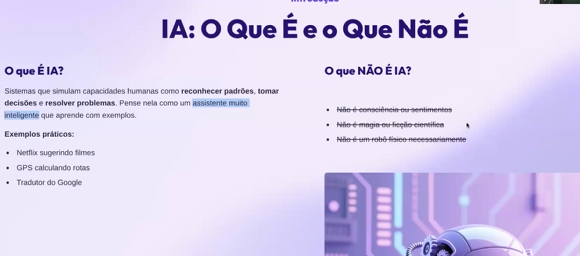 Introdução
IA: O Que É e o Que Não É
O que É IA?
Sistemas que simulam capacidades humanas como reconhecer padrões, tomar
decisões e resolver problemas. Pense nela como um assistente muito
inteligente que aprende com exemplos.
Exemplos práticos:
• Netflix sugerindo filmes
• GPS calculando rotas
• Tradutor do Google
O que NÃO É IA?
• Não é consciência ou sentimentos
• Não é magia ou ficção científica
• Não é um robô físico necessariamente